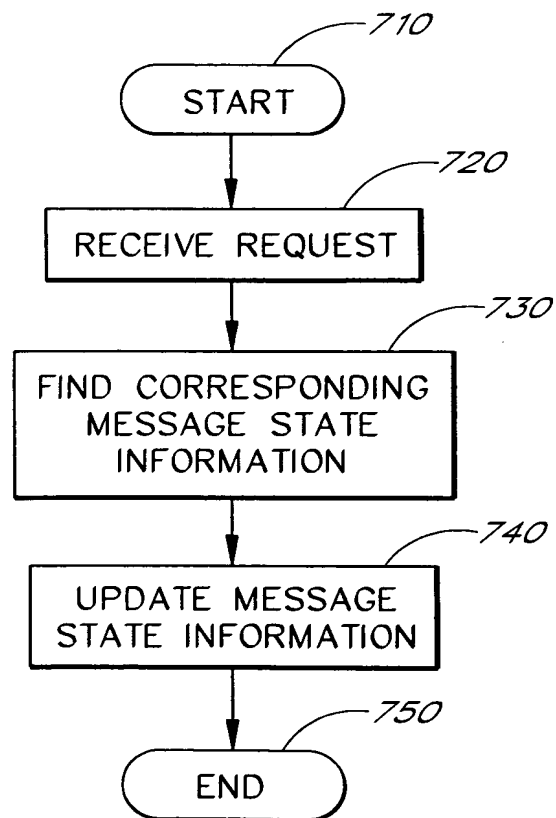 710
START
720
RECEIVE REQUEST
730
FIND CORRESPONDING
MESSAGE STATE
INFORMATION
740
UPDATE MESSAGE
STATE INFORMATION
750
END